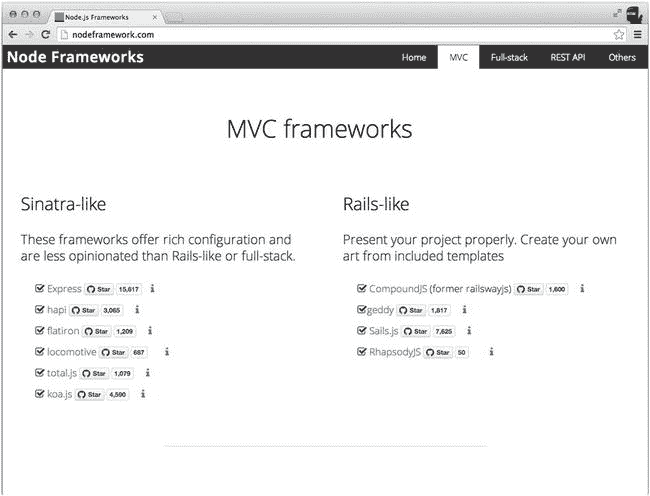 Node.js Frameworks
nodeframework.com
Node Frameworks
Home MVC Full-stack REST API Others
MVC frameworks
Sinatra-like
These frameworks offer rich configuration and
are less opinionated than Rails-like or full-stack.
Express Star 15,617
hapi Star 3,065
flatiron Star 1,209
locomotive Star 687
total.js Star 1,079
koa.js Star 4,590
Rails-like
Present your project properly. Create your own
art from included templates
CompoundJS (former railswayjs) Star 1,600
geddy Star 1,817
Sails.js Star 7,625
RhapsodyJS Star 50